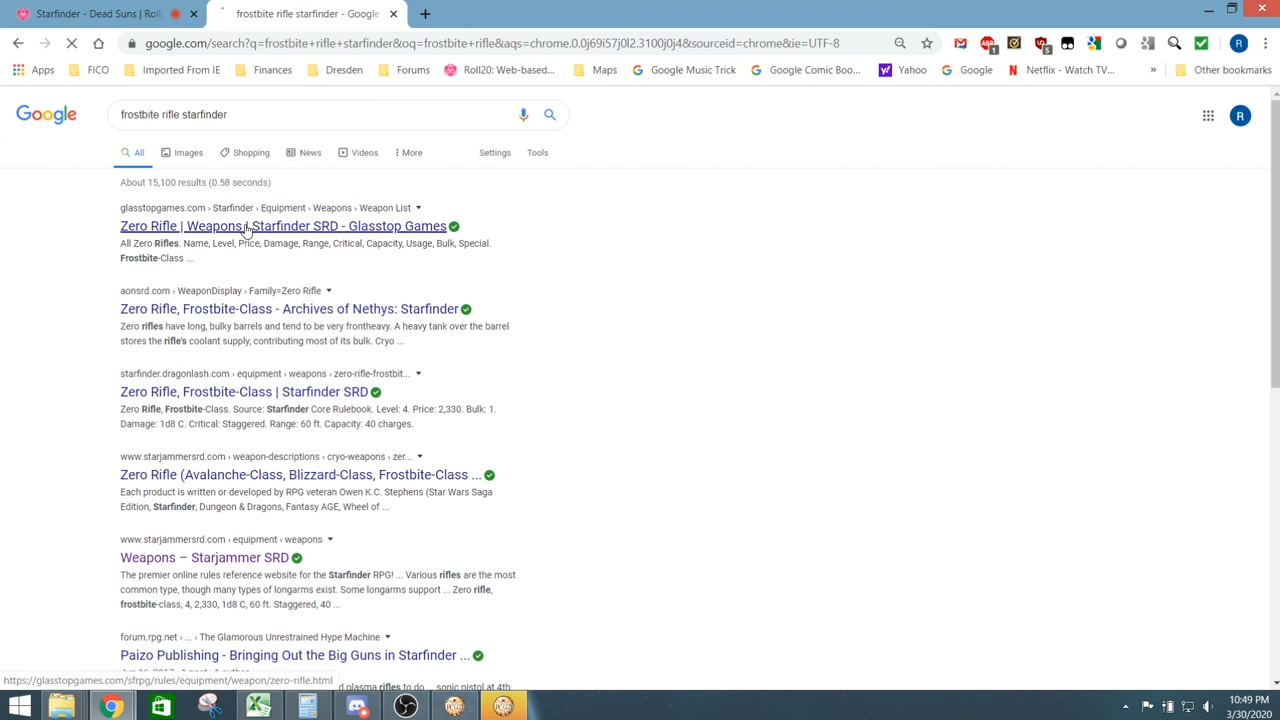 Starfinder - Dead Suns | Roll
frostbite rifle starfinder - Google
google.com/search?q=frostbite+rifle+starfinder&oq=frostbite+rifle&aqs=chrome.0.0j69i57j0l2.3100j0j4&sourceid=chrome&ie=UTF-8
Apps FICO Imported From IE Finances Dresden Forums Roll20: Web-based... Maps Google Music Trick Google Comic Boo... Yahoo Google Netflix - Watch TV... » Other bookmarks
Google
frostbite rifle starfinder
R
All Images Shopping News Videos More Settings Tools
About 15,100 results (0.58 seconds)
glasstopgames.com › Starfinder › Equipment › Weapons › Weapon List
Zero Rifle | Weapons | Starfinder SRD - Glasstop Games
All Zero Rifles. Name, Level, Price, Damage, Range, Critical, Capacity, Usage, Bulk, Special.
Frostbite-Class ...
aonsrd.com › WeaponDisplay › Family=Zero Rifle
Zero Rifle, Frostbite-Class - Archives of Nethys: Starfinder
Zero rifles have long, bulky barrels and tend to be very frontheavy. A heavy tank over the barrel
stores the rifle's coolant supply, contributing most of its bulk. Cryo ...
starfinder.dragonlash.com › equipment › weapons › zero-rifle-frostbit...
Zero Rifle, Frostbite-Class | Starfinder SRD
Zero Rifle, Frostbite-Class. Source: Starfinder Core Rulebook. Level: 4. Price: 2,330. Bulk: 1.
Damage: 1d8 C. Critical: Staggered. Range: 60 ft. Capacity: 40 charges.
www.starjammersrd.com › weapon-descriptions › cryo-weapons › zer...
Zero Rifle (Avalanche-Class, Blizzard-Class, Frostbite-Class ...
Each product is written or developed by RPG veteran Owen K.C. Stephens (Star Wars Saga
Edition, Starfinder, Dungeon & Dragons, Fantasy AGE, Wheel of ...
www.starjammersrd.com › equipment › weapons
Weapons – Starjammer SRD
The premier online rules reference website for the Starfinder RPG! ... Various rifles are the most
common type, though many types of longarms exist. Some longarms support ... Zero rifle,
frostbite-class, 4, 2,330, 1d8 C, 60 ft. Staggered, 40 ...
forum.rpg.net › ... › The Glamorous Unrestrained Hype Machine
Paizo Publishing - Bringing Out the Big Guns in Starfinder ...
https://glasstopgames.com/sfrpg/rules/equipment/weapon/zero-rifle.html
d plasma rifles to do .. sonic pistol at 4th
10:49 PM
3/30/2020